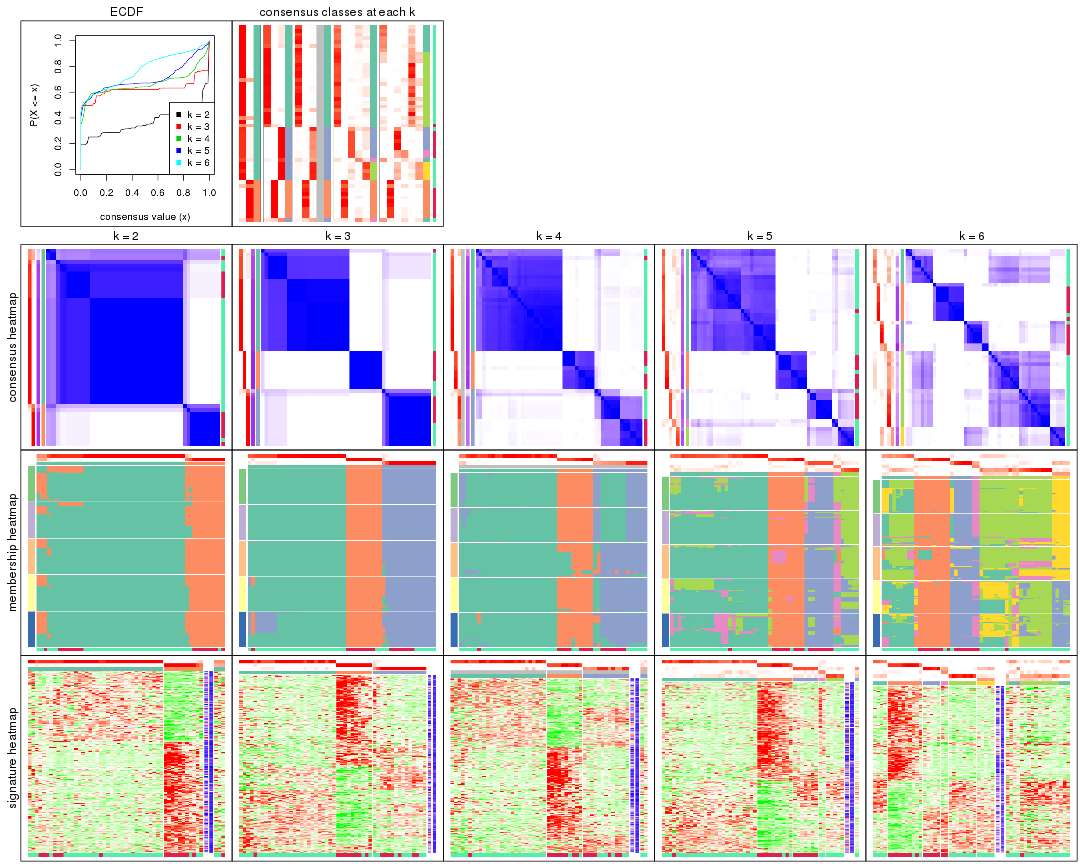 ECDF
consensus classes at each k
P(X <= x)
0.0 0.2 0.4 0.6 0.8 1.0
k = 2
k = 3
k = 4
k = 5
k = 6
0.0 0.2 0.4 0.6 0.8 1.0
consensus value (x)
k = 2 k = 3 k = 4 k = 5 k = 6
consensus heatmap
membership heatmap
signature heatmap